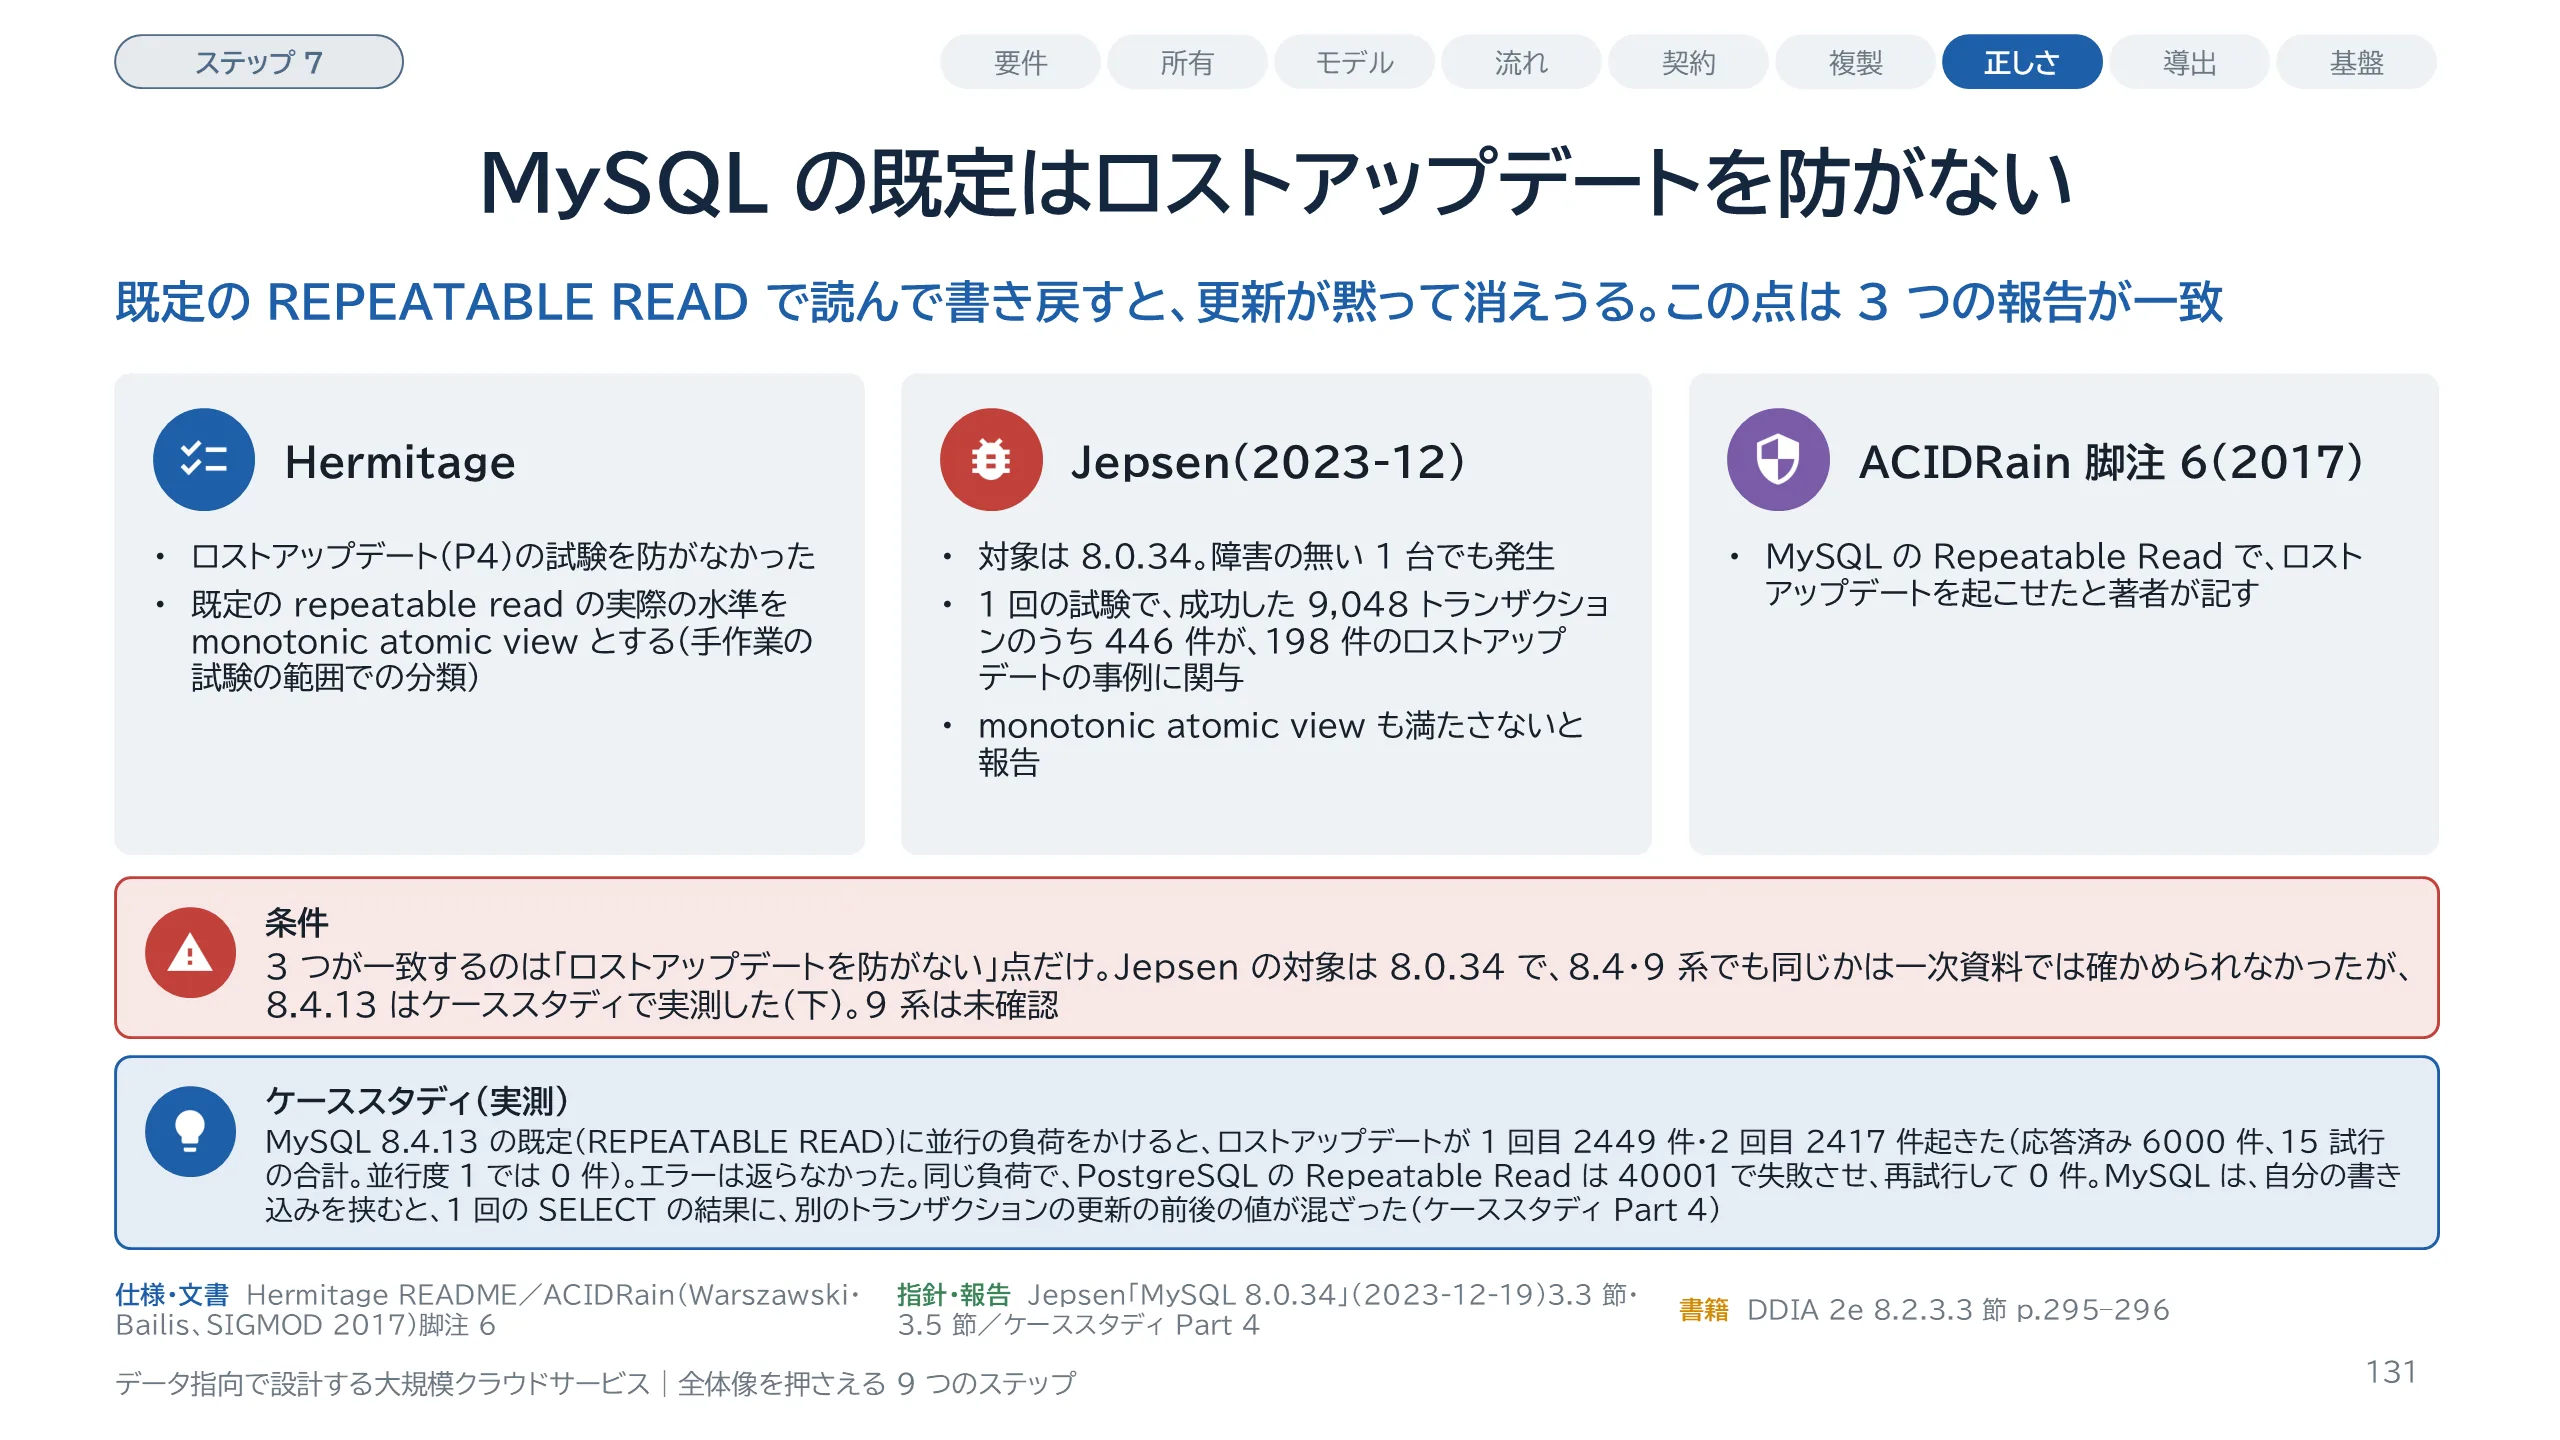 ステップ 7
要件 所有 モデル 流れ 契約 複製 正しさ 導出 基盤
MySQL の既定はロストアップデートを防がない
既定の REPEATABLE READ で読んで書き戻すと、更新が黙って消えうる。この点は 3 つの報告が一致
Hermitage
・ ロストアップデート（P4）の試験を防がなかった
・ 既定の repeatable read の実際の水準を
monotonic atomic view とする（手作業の
試験の範囲での分類）
Jepsen（2023-12）
・ 対象は 8.0.34。障害の無い 1 台でも発生
・ 1 回の試験で、成功した 9,048 トランザクショ
ンのうち 446 件が、198 件のロストアップ
デートの事例に関与
・ monotonic atomic view も満たさないと
報告
ACIDRain 脚注 6（2017）
・ MySQL の Repeatable Read で、ロスト
アップデートを起こせたと著者が記す
条件
3 つが一致するのは「ロストアップデートを防がない」点だけ。Jepsen の対象は 8.0.34 で、8.4・9 系でも同じかは一次資料では確かめられなかったが、
8.4.13 はケーススタディで実測した（下）。9 系は未確認
ケーススタディ（実測）
MySQL 8.4.13 の既定（REPEATABLE READ）に並行の負荷をかけると、ロストアップデートが 1 回目 2449 件・2 回目 2417 件起きた（応答済み 6000 件、15 試行
の合計。並行度 1 では 0 件）。エラーは返らなかった。同じ負荷で、PostgreSQL の Repeatable Read は 40001 で失敗させ、再試行して 0 件。MySQL は、自分の書き
込みを挟むと、1 回の SELECT の結果に、別のトランザクションの更新の前後の値が混ざった（ケーススタディ Part 4）
仕様・文書 Hermitage README／ACIDRain（Warszawski・
Bailis、SIGMOD 2017）脚注 6
指針・報告 Jepsen「MySQL 8.0.34」（2023-12-19）3.3 節・
3.5 節／ケーススタディ Part 4
書籍 DDIA 2e 8.2.3.3 節 p.295–296
データ指向で設計する大規模クラウドサービス｜全体像を押さえる 9 つのステップ
131